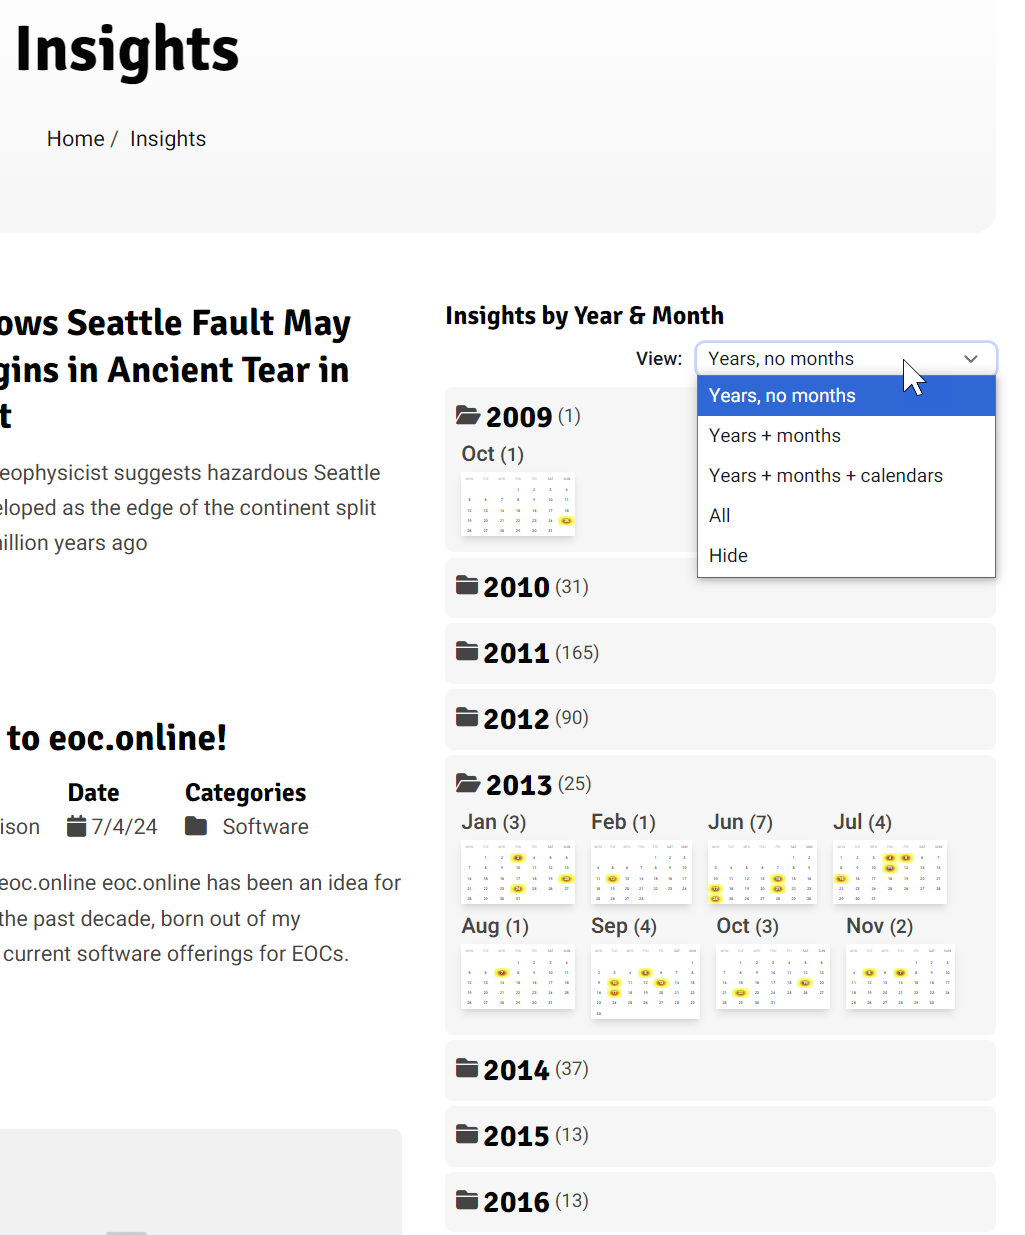 Insights
Home / Insights
ows Seattle Fault May
gins in Ancient Tear in
t
eophysicist suggests hazardous Seattle
eloped as the edge of the continent split
illion years ago
to eoc.online!
Date
Categories
ison
7/4/24
Software
eoc.online eoc.online has been an idea for
the past decade, born out of my
current software offerings for EOCs.
Insights by Year & Month
View: Years, no months
Years, no months
Years + months
Years + months + calendars
All
Hide
2009 (1)
Oct (1)
2010 (31)
2011 (165)
2012 (90)
2013 (25)
Jan (3) Feb (1) Jun (7) Jul (4)
Aug (1) Sep (4) Oct (3) Nov (2)
2014 (37)
2015 (13)
2016 (13)